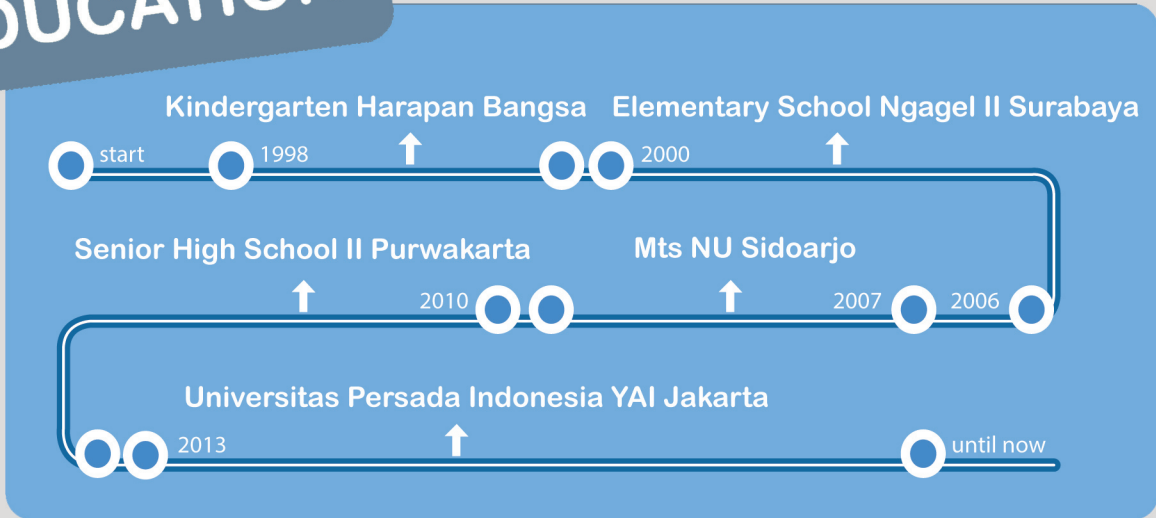 DUCATION
Kindergarten Harapan Bangsa Elementary School Ngagel II Surabaya
start 1998 2000
Senior High School II Purwakarta Mts NU Sidoarjo
2010 2007 2006
Universitas Persada Indonesia YAI Jakarta
2013 until now